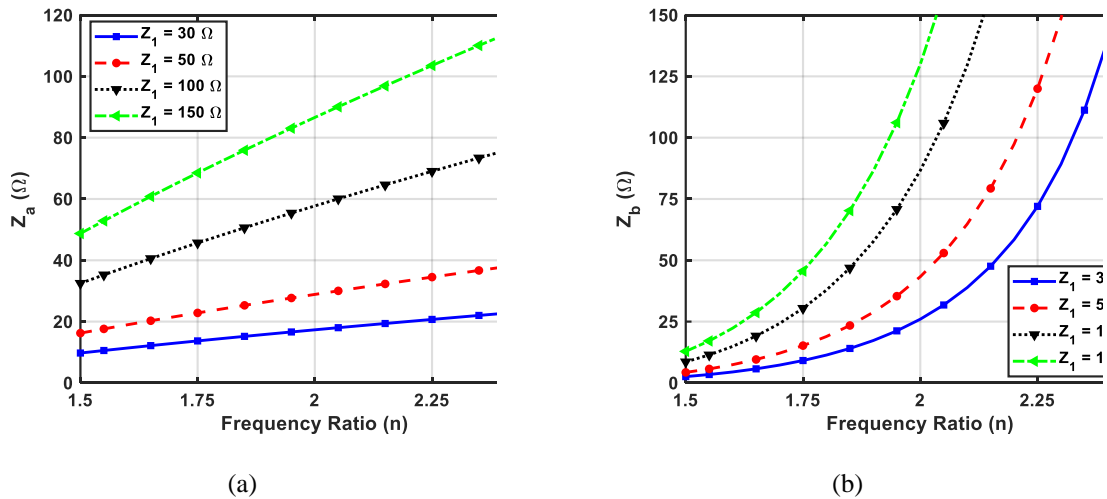 120
100
80
60
40
20
0
Z_a (Ω)
Z_1 = 30 Ω
Z_1 = 50 Ω
Z_1 = 100 Ω
Z_1 = 150 Ω
1.5 1.75 2 2.25
Frequency Ratio (n)
(a)
150
125
100
75
50
25
0
Z_b (Ω)
Z_1 = 3
Z_1 = 5
Z_1 = 1
Z_1 = 1
1.5 1.75 2 2.25
Frequency Ratio (n)
(b)